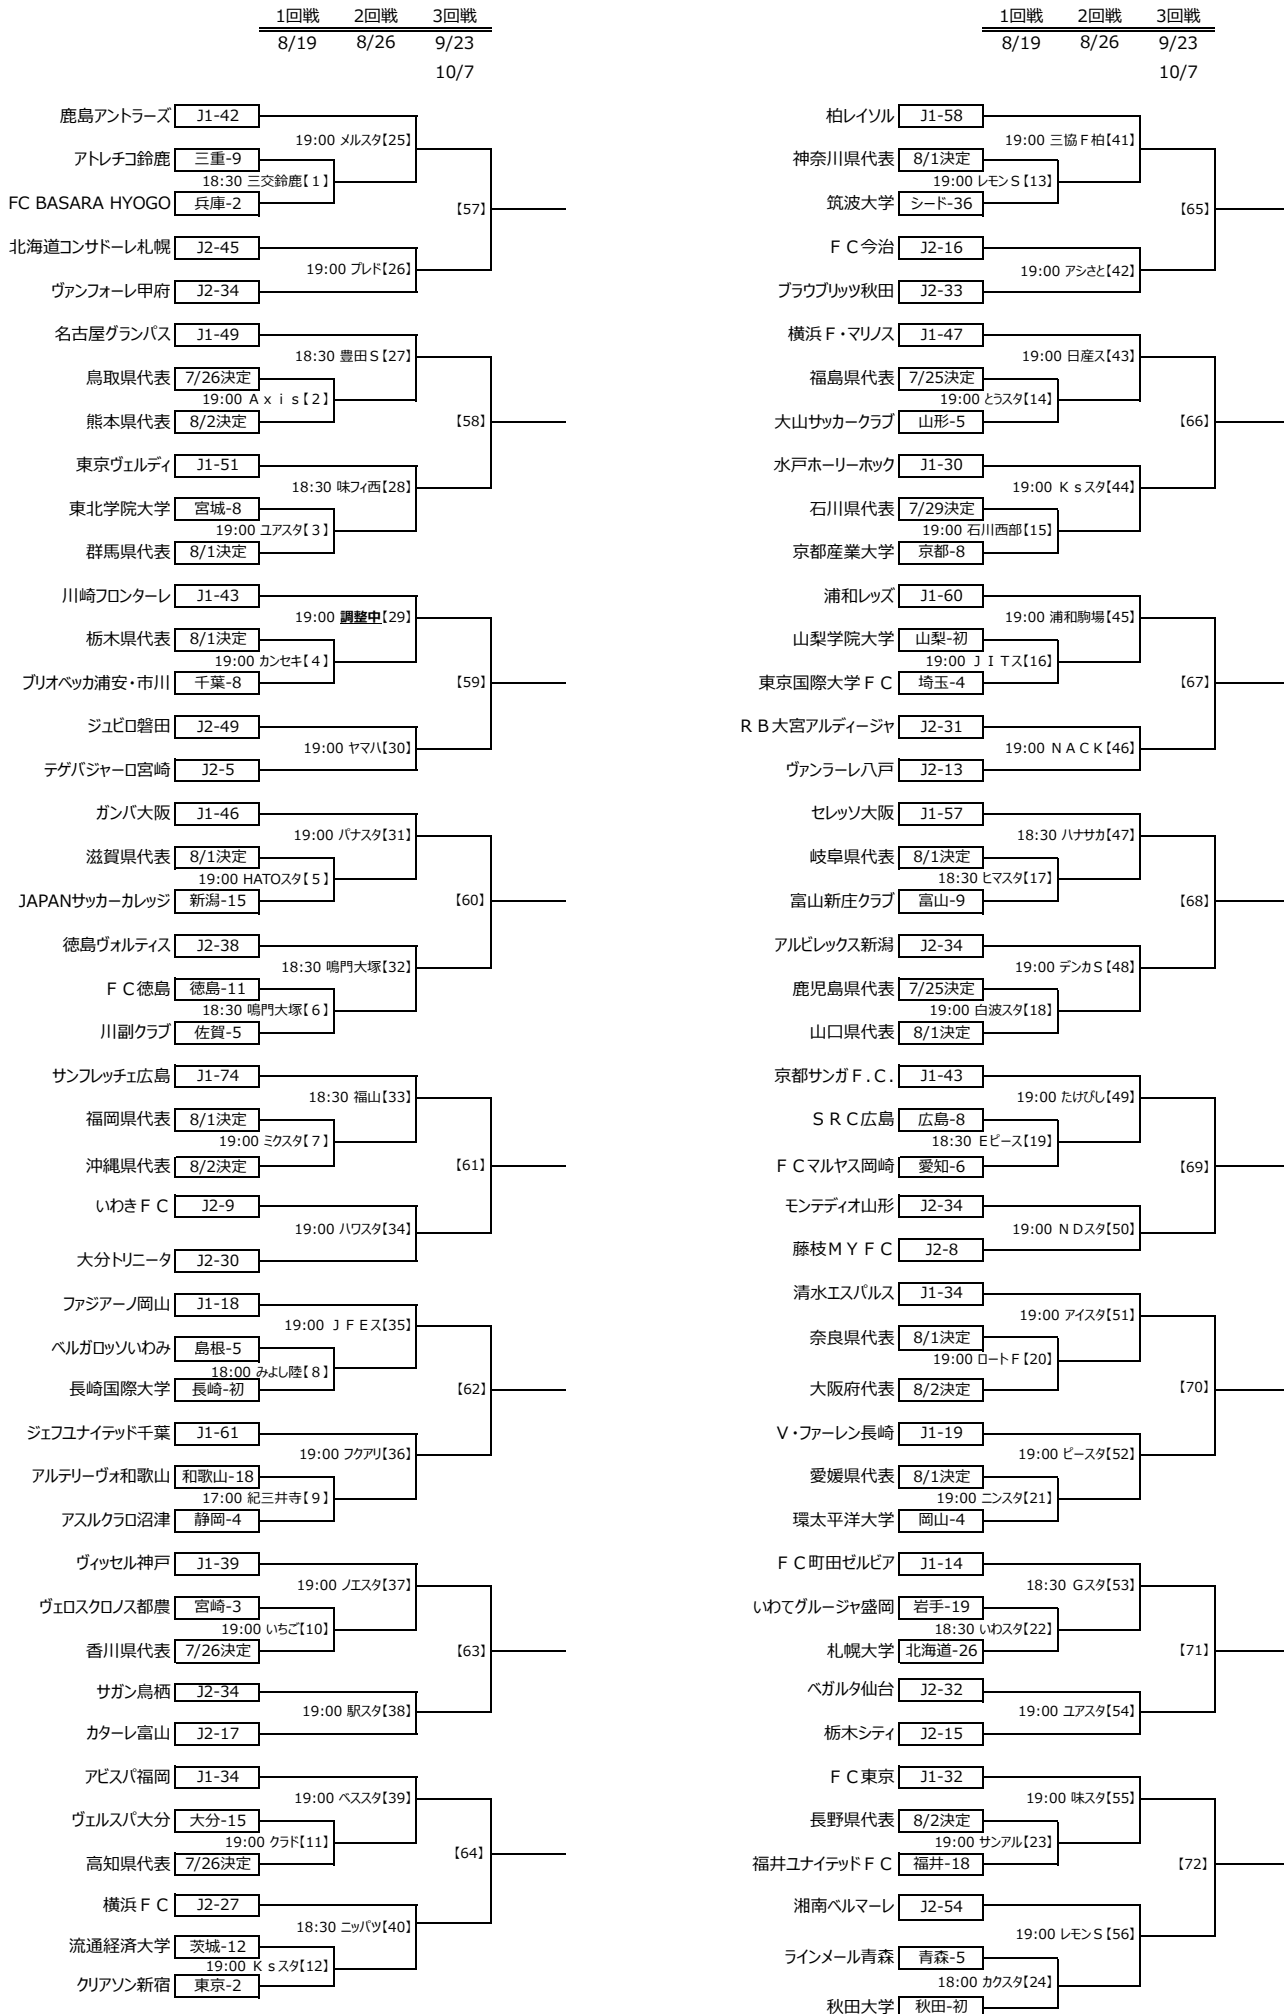 1回戦 2回戦 3回戦
8/19 8/26 9/23
10/7
鹿島アントラーズ J1-42
19:00 メルスタ【25】
アトレチコ鈴鹿 三重-9
18:30 三交鈴鹿【1】
FC BASARA HYOGO 兵庫-2
【57】
北海道コンサドーレ札幌 J2-45
19:00 プレド【26】
ヴァンフォーレ甲府 J2-34
名古屋グランパス J1-49
18:30 豊田S【27】
鳥取県代表 7/26決定
19:00 Axis【2】
熊本県代表 8/2決定
【58】
東京ヴェルディ J1-51
18:30 味フィ西【28】
東北学院大学 宮城-8
19:00 ユアスタ【3】
群馬県代表 8/1決定
川崎フロンターレ J1-43
19:00 調整中【29】
栃木県代表 8/1決定
19:00 カンセキ【4】
ブリオベッカ浦安・市川 千葉-8
【59】
ジュビロ磐田 J2-49
19:00 ヤマハ【30】
テゲバジャーロ宮崎 J2-5
ガンバ大阪 J1-46
19:00 パナスタ【31】
滋賀県代表 8/1決定
19:00 HATOスタ【5】
JAPANサッカーカレッジ 新潟-15
【60】
徳島ヴォルティス J2-38
18:30 鳴門大塚【32】
FC徳島 徳島-11
18:30 鳴門大塚【6】
川副クラブ 佐賀-5
サンフレッチェ広島 J1-74
18:30 福山【33】
福岡県代表 8/1決定
19:00 ミクスタ【7】
沖縄県代表 8/2決定
【61】
いわきFC J2-9
19:00 ハワスタ【34】
大分トリニータ J2-30
ファジアーノ岡山 J1-18
19:00 JFEス【35】
ベルガロッソいわみ 島根-5
18:00 みよし陸【8】
長崎国際大学 長崎-初
【62】
ジェフユナイテッド千葉 J1-61
19:00 フクアリ【36】
アルテリーヴォ和歌山 和歌山-18
17:00 紀三井寺【9】
アスルクラロ沼津 静岡-4
ヴィッセル神戸 J1-39
19:00 ノエスタ【37】
ヴェロスクロノス都農 宮崎-3
19:00 いちご【10】
香川県代表 7/26決定
【63】
サガン鳥栖 J2-34
19:00 駅スタ【38】
カターレ富山 J2-17
アビスパ福岡 J1-34
19:00 ベススタ【39】
ヴェルスパ大分 大分-15
19:00 クラド【11】
高知県代表 7/26決定
【64】
横浜FC J2-27
18:30 ニッパツ【40】
流通経済大学 茨城-12
19:00 Ksスタ【12】
クリアソン新宿 東京-2
1回戦 2回戦 3回戦
8/19 8/26 9/23
10/7
柏レイソル J1-58
19:00 三協F柏【41】
神奈川県代表 8/1決定
19:00 レモンS【13】
筑波大学 シード-36
【65】
FC今治 J2-16
19:00 アシさと【42】
ブラウブリッツ秋田 J2-33
横浜F・マリノス J1-47
19:00 日産ス【43】
福島県代表 7/25決定
19:00 とうスタ【14】
大山サッカークラブ 山形-5
【66】
水戸ホーリーホック J1-30
19:00 Ksスタ【44】
石川県代表 7/29決定
19:00 石川西部【15】
京都産業大学 京都-8
浦和レッズ J1-60
19:00 浦和駒場【45】
山梨学院大学 山梨-初
19:00 JITス【16】
東京国際大学FC 埼玉-4
【67】
RB大宮アルディージャ J2-31
19:00 NACK【46】
ヴァンラーレ八戸 J2-13
セレッソ大阪 J1-57
18:30 ハナサカ【47】
岐阜県代表 8/1決定
18:30 ヒマスタ【17】
富山新庄クラブ 富山-9
【68】
アルビレックス新潟 J2-34
19:00 デンカS【48】
鹿児島県代表 7/25決定
19:00 白波スタ【18】
山口県代表 8/1決定
京都サンガF.C. J1-43
19:00 たけびし【49】
SRC広島 広島-8
18:30 Eピース【19】
FCマルヤス岡崎 愛知-6
【69】
モンテディオ山形 J2-34
19:00 NDスタ【50】
藤枝MYFC J2-8
清水エスパルス J1-34
19:00 アイスタ【51】
奈良県代表 8/1決定
19:00 ロートF【20】
大阪府代表 8/2決定
【70】
V・ファーレン長崎 J1-19
19:00 ピースタ【52】
愛媛県代表 8/1決定
19:00 ニンスタ【21】
環太平洋大学 岡山-4
FC町田ゼルビア J1-14
18:30 Gスタ【53】
いわてグルージャ盛岡 岩手-19
18:30 いわスタ【22】
札幌大学 北海道-26
【71】
ベガルタ仙台 J2-32
19:00 ユアスタ【54】
栃木シティ J2-15
FC東京 J1-32
19:00 味スタ【55】
長野県代表 8/2決定
19:00 サンアル【23】
福井ユナイテッドFC 福井-18
【72】
湘南ベルマーレ J2-54
19:00 レモンS【56】
ラインメール青森 青森-5
18:00 カクスタ【24】
秋田大学 秋田-初